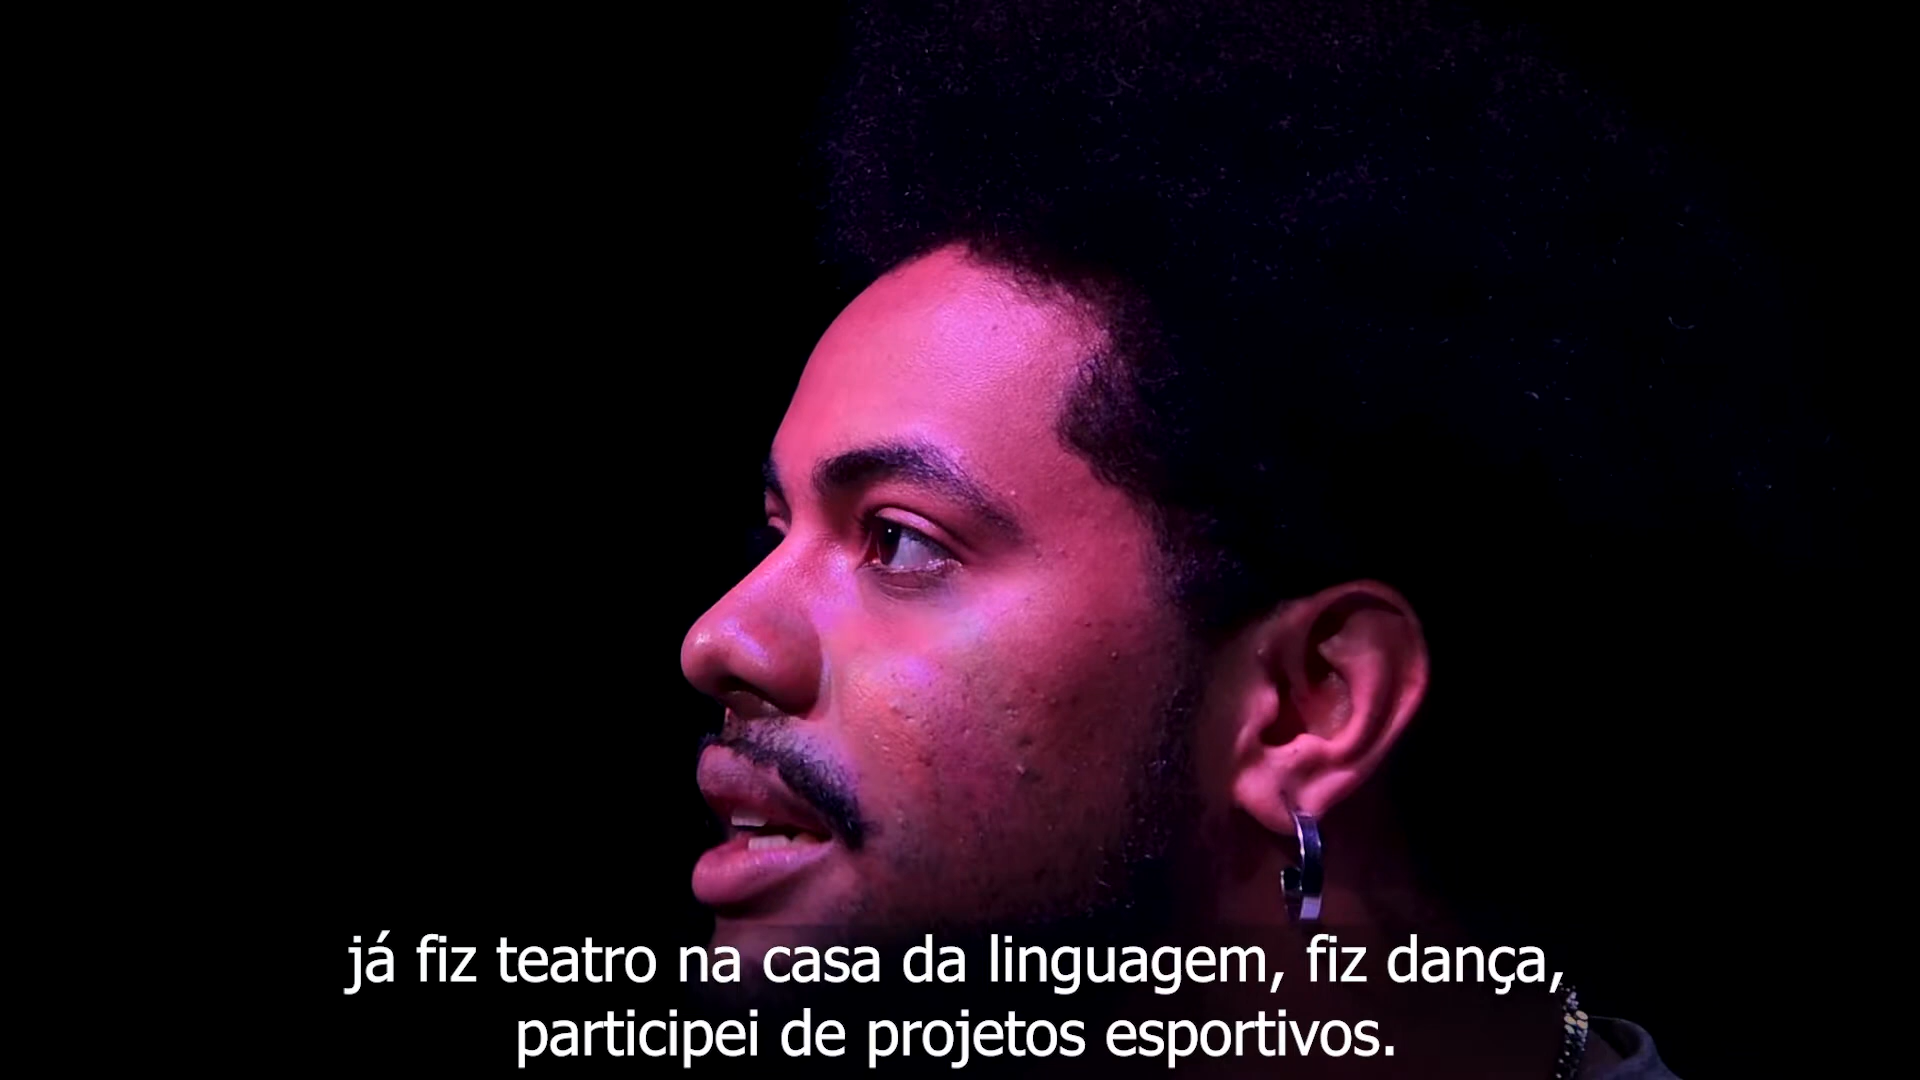 já fiz teatro na casa da linguagem, fiz dança,
participei de projetos esportivos.